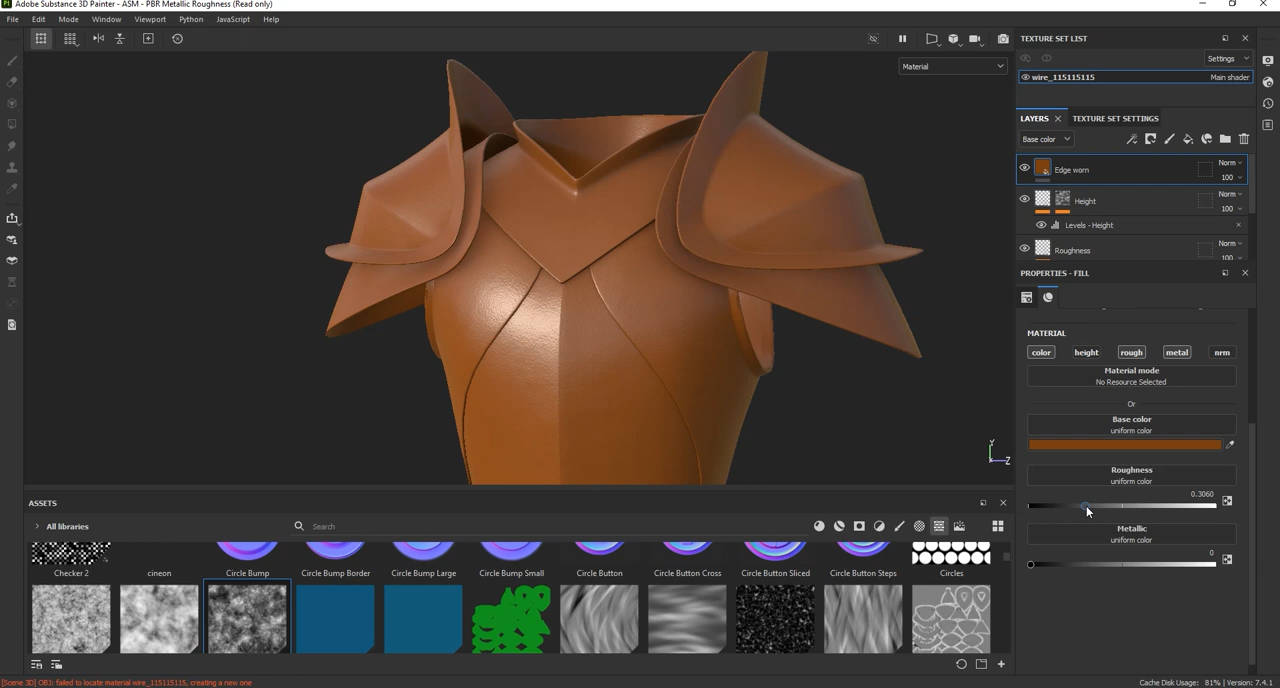 Adobe Substance 3D Painter - ASM - PBR Metallic Roughness (Read only)
File Edit Mode Window Viewport Python JavaScript Help
Material
TEXTURE SET LIST
Settings
wire_115115115 Main shader
LAYERS TEXTURE SET SETTINGS
Base color
Edge worn Norm
100
Height Norm
100
Levels - Height
Roughness Norm
100
PROPERTIES - FILL
MATERIAL
color height rough metal nrm
Material mode
No Resource Selected
Or
Base color
uniform color
Roughness
uniform color
0.3060
Metallic
uniform color
0
Y
Z
ASSETS
All libraries Search
Checker 2 cineon Circle Bump Circle Bump Border Circle Bump Large Circle Bump Small Circle Button Circle Button Cross Circle Button Sliced Circle Button Steps Circles
[Scene 3D] OBJ: failed to locate material wire_115115115, creating a new one
Cache Disk Usage: 81% | Version: 7.4.1